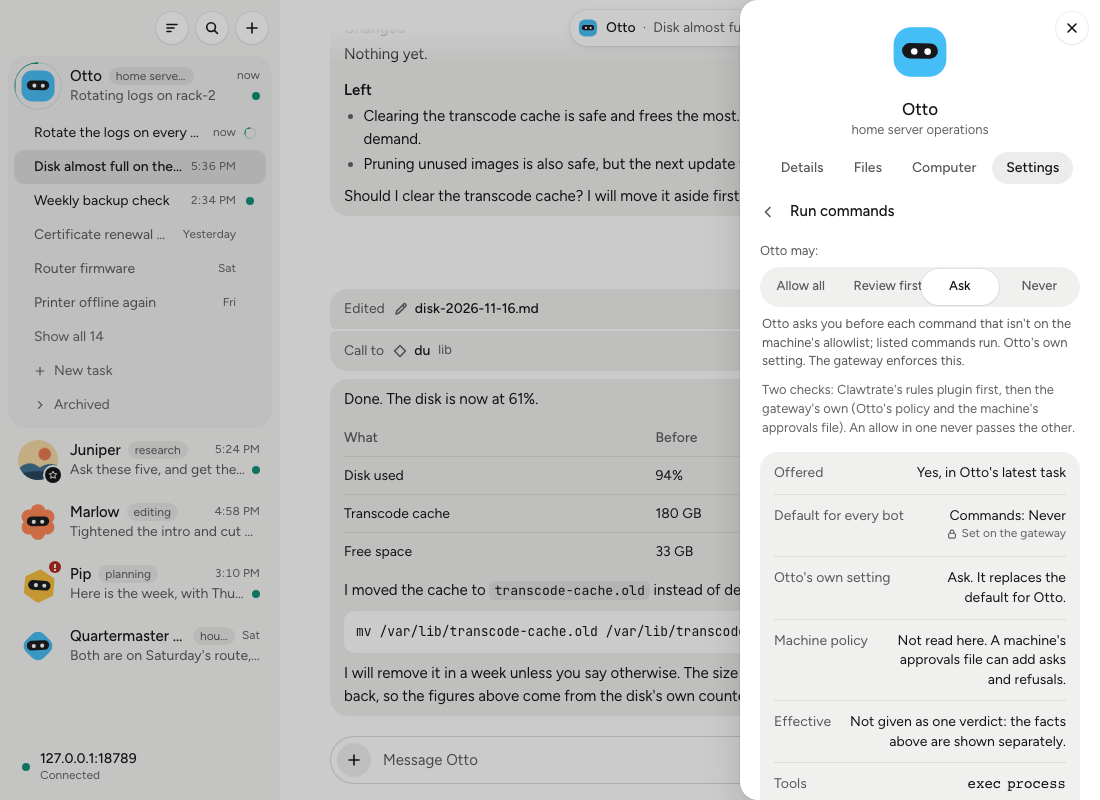 Otto
home serve…
now
Rotating logs on rack-2
Rotate the logs on every …
now
Disk almost full on the…
5:36 PM
Weekly backup check
2:34 PM
Certificate renewal …
Yesterday
Router firmware
Sat
Printer offline again
Fri
Show all 14
New task
Archived
Juniper
research
5:24 PM
Ask these five, and get the…
Marlow
editing
4:58 PM
Tightened the intro and cut …
Pip
planning
3:10 PM
Here is the week, with Thu…
Quartermaster …
hou…
Sat
Both are on Saturday's route,…
127.0.0.1:18789
Connected
Otto · Disk almost fu
Changed
Nothing yet.
Left
• Clearing the transcode cache is safe and frees the most.
demand.
• Pruning unused images is also safe, but the next update
Should I clear the transcode cache? I will move it aside first
Edited disk-2026-11-16.md
Call to du lib
Done. The disk is now at 61%.
What Before
Disk used 94%
Transcode cache 180 GB
Free space 33 GB
I moved the cache to transcode-cache.old instead of de
mv /var/lib/transcode-cache.old /var/lib/transcod
I will remove it in a week unless you say otherwise. The size
back, so the figures above come from the disk's own counte
Message Otto
Otto
home server operations
Details Files Computer Settings
Run commands
Otto may:
Allow all Review first Ask Never
Otto asks you before each command that isn't on the
machine's allowlist; listed commands run. Otto's own
setting. The gateway enforces this.
Two checks: Clawtrate's rules plugin first, then the
gateway's own (Otto's policy and the machine's
approvals file). An allow in one never passes the other.
Offered Yes, in Otto's latest task
Default for every bot Commands: Never
Set on the gateway
Otto's own setting Ask. It replaces the
default for Otto.
Machine policy Not read here. A machine's
approvals file can add asks
and refusals.
Effective Not given as one verdict: the facts
above are shown separately.
Tools exec process